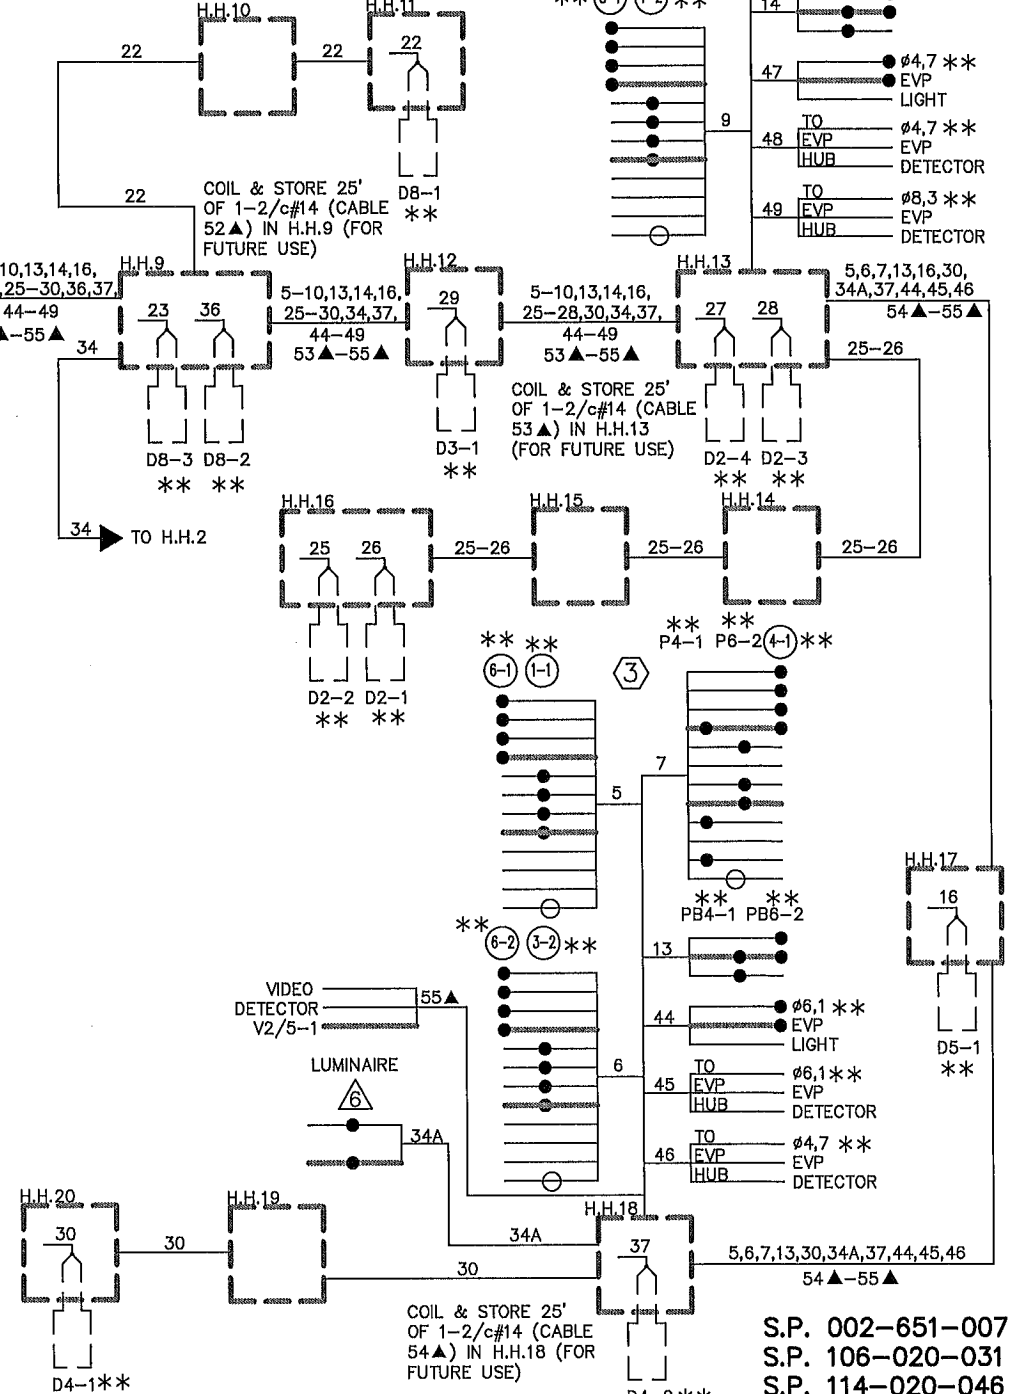 H.H.10
H.H.11
22
22
22
D8-1
**
22
COIL & STORE 25'
OF 1-2/c#14 (CABLE
52▲) IN H.H.9 (FOR
FUTURE USE)
9
14
47
ø4,7 **
EVP
LIGHT
48
TO
EVP
HUB
ø4,7 **
EVP
DETECTOR
49
TO
EVP
HUB
ø8,3 **
EVP
DETECTOR
10,13,14,16,
,25-30,36,37,
44-49
▲-55▲
34
H.H.9
23
36
D8-3
**
D8-2
**
5-10,13,14,16,
25-30,34,37,
44-49
53▲-55▲
H.H.12
29
D3-1
**
5-10,13,14,16,
25-28,30,34,37,
44-49
53▲-55▲
COIL & STORE 25'
OF 1-2/c#14 (CABLE
53▲) IN H.H.13
(FOR FUTURE USE)
H.H.13
27
28
D2-4
**
D2-3
**
5,6,7,13,16,30,
34A,37,44,45,46
54▲-55▲
25-26
34
TO H.H.2
H.H.16
25
26
D2-2
**
D2-1
**
25-26
H.H.15
25-26
H.H.14
25-26
**
6-1
**
1-1
3
**
P4-1
**
P6-2
4-1
**
5
7
**
PB4-1
**
PB6-2
H.H.17
16
D5-1
**
**
6-2
3-2
**
13
VIDEO
DETECTOR
V2/5-1
55▲
44
ø6,1 **
EVP
LIGHT
6
45
TO
EVP
HUB
ø6,1**
EVP
DETECTOR
46
TO
EVP
HUB
ø4,7 **
EVP
DETECTOR
LUMINAIRE
6
34A
H.H.20
30
D4-1**
30
H.H.19
34A
30
H.H.18
37
5,6,7,13,30,34A,37,44,45,46
54▲-55▲
COIL & STORE 25'
OF 1-2/c#14 (CABLE
54▲) IN H.H.18 (FOR
FUTURE USE)
S.P. 002-651-007
S.P. 106-020-031
S.P. 114-020-046